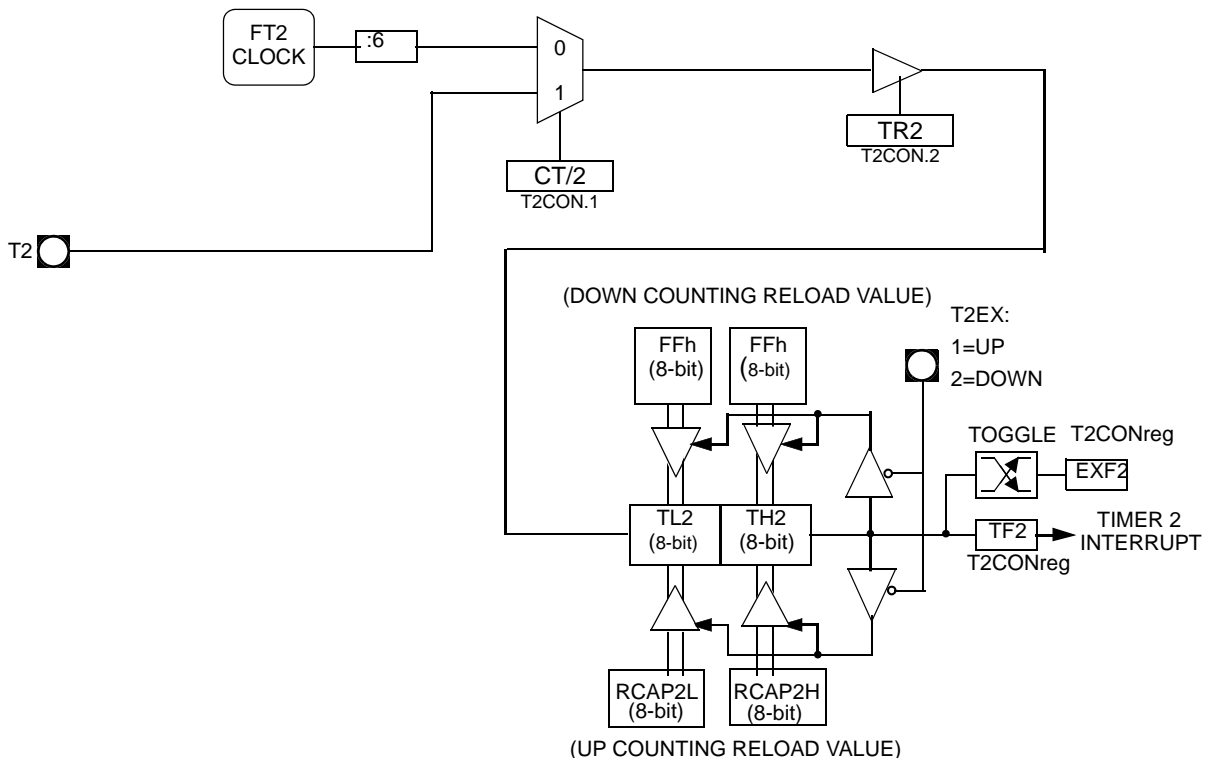 FT2
CLOCK
:6
0
1
TR2
T2CON.2
CT/2
T2CON.1
T2
(DOWN COUNTING RELOAD VALUE)
T2EX:
1=UP
2=DOWN
FFh
(8-bit)
FFh
(8-bit)
TOGGLE
T2CONreg
EXF2
TL2
(8-bit)
TH2
(8-bit)
TF2
T2CONreg
TIMER 2
INTERRUPT
RCAP2L
(8-bit)
RCAP2H
(8-bit)
(UP COUNTING RELOAD VALUE)